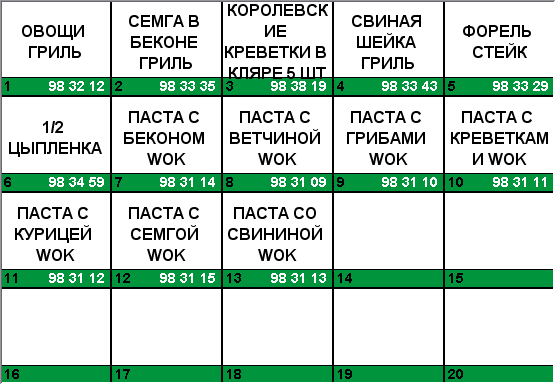 ОВОЩИ
ГРИЛЬ
1 98 32 12
СЕМГА В
БЕКОНЕ
ГРИЛЬ
2 98 33 35
КОРОЛЕВСК
ИЕ
КРЕВЕТКИ В
КЛЯРЕ 5 ШТ
3 98 38 19
СВИНАЯ
ШЕЙКА
ГРИЛЬ
4 98 33 43
ФОРЕЛЬ
СТЕЙК
5 98 33 29
1/2
ЦЫПЛЕНКА
6 98 34 59
ПАСТА С
БЕКОНОМ
WOK
7 98 31 14
ПАСТА С
ВЕТЧИНОЙ
WOK
8 98 31 09
ПАСТА С
ГРИБАМИ
WOK
9 98 31 10
ПАСТА С
КРЕВЕТКАМ
И WOK
10 98 31 11
ПАСТА С
КУРИЦЕЙ
WOK
11 98 31 12
ПАСТА С
СЕМГОЙ
WOK
12 98 31 15
ПАСТА СО
СВИНИНОЙ
WOK
13 98 31 13
14
15
16
17
18
19
20